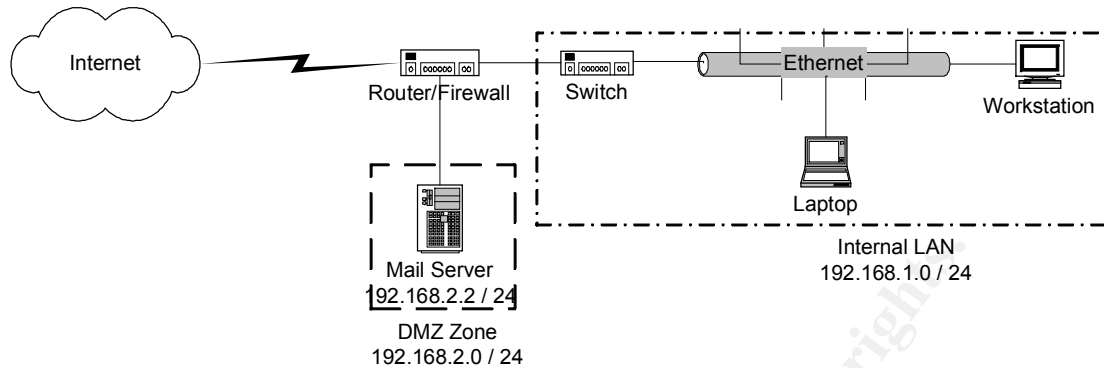 Internet
Router/Firewall
Switch
Ethernet
Workstation
Laptop
Internal LAN
192.168.1.0 / 24
Mail Server
192.168.2.2 / 24
DMZ Zone
192.168.2.0 / 24
rights.